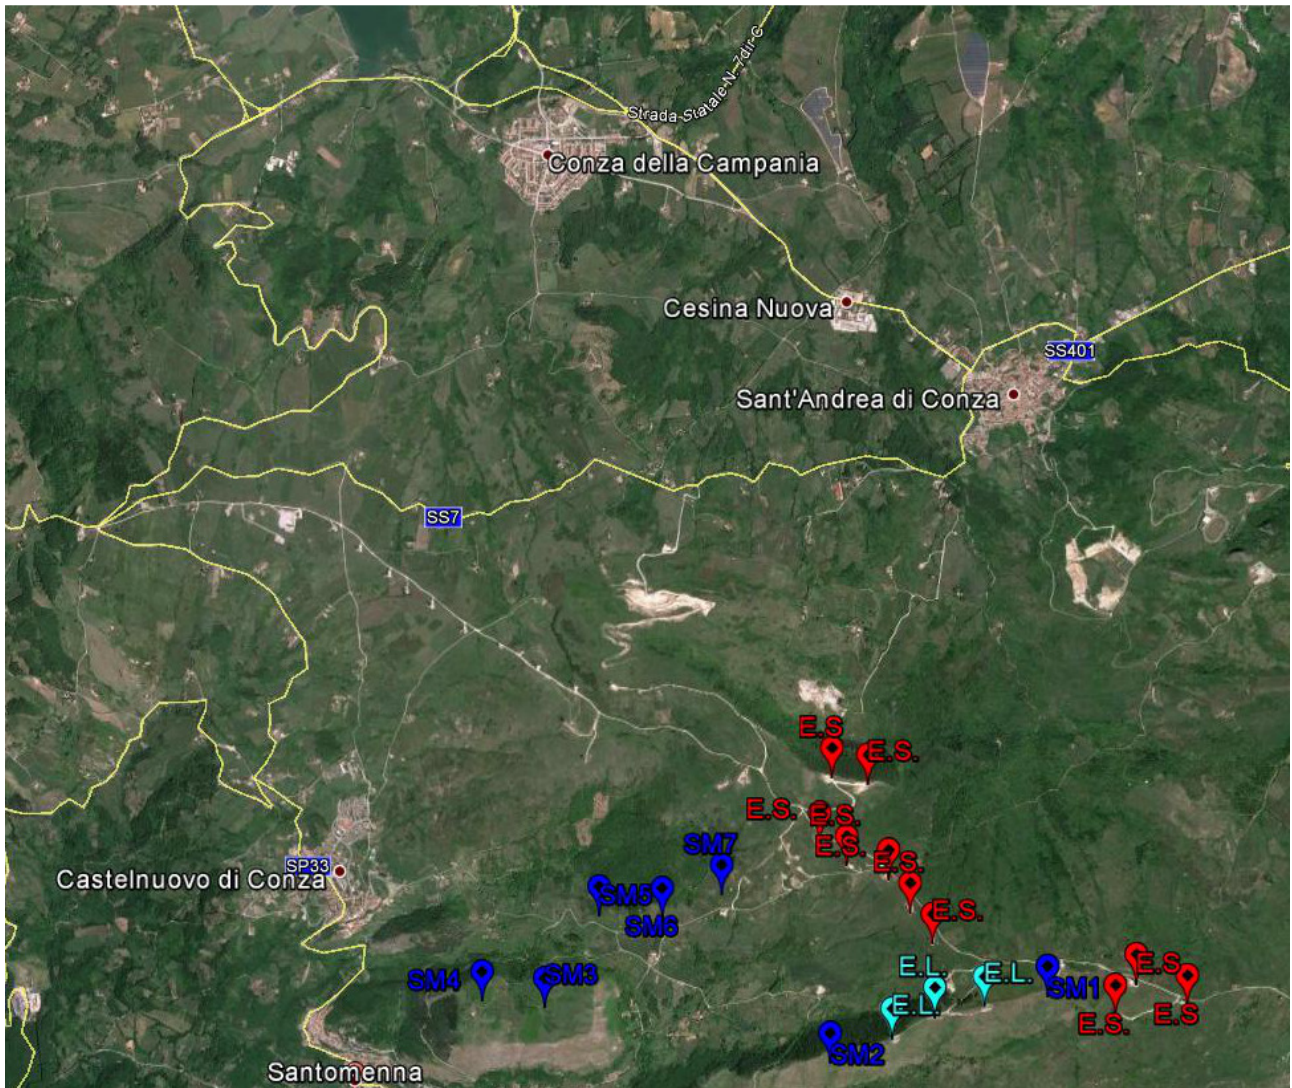 Strada Statale N. 7dir-C
Conza della Campania
Cesina Nuova
SS401
Sant'Andrea di Conza
SS7
E.S
E.S.
E.S.
E.S.
E.S.
SM7
E.S.
SP33
Castelnuovo di Conza
SM5
SM6
E.S.
E.L.
E.S.
SM4
SM3
E.L.
SM1
E.L.
E.S.
E.S
SM2
Santomenna